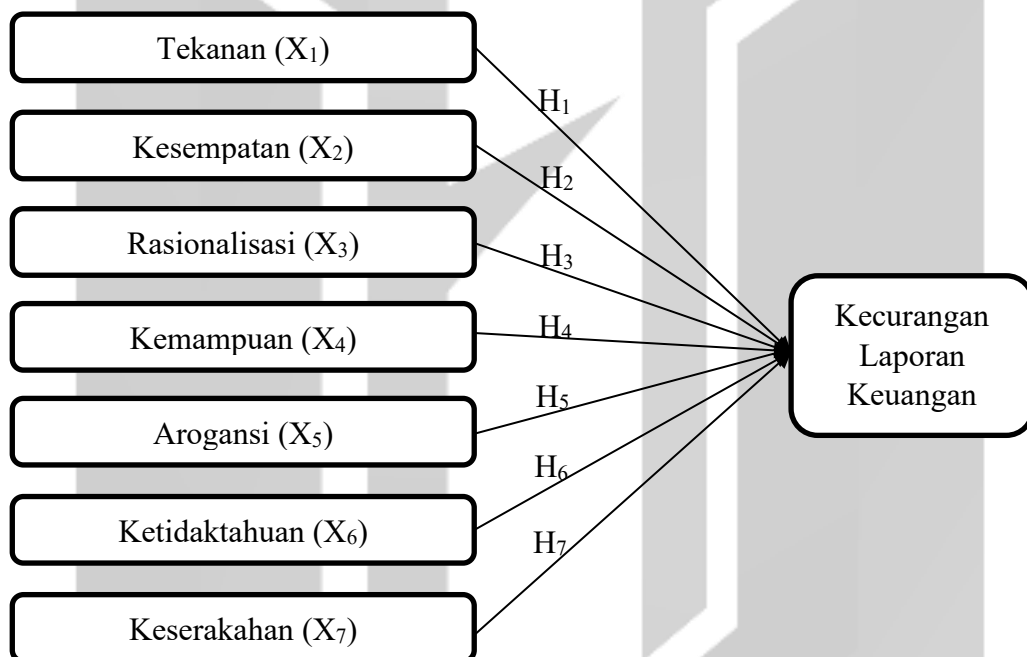 Tekanan (X₁)
H₁
Kesempatan (X₂)
H₂
Rasionalisasi (X₃)
H₃
Kemampuan (X₄)
H₄
Arogansi (X₅)
H₅
Ketidaktahuan (X₆)
H₆
Keserakahan (X₇)
H₇
Kecurangan
Laporan
Keuangan